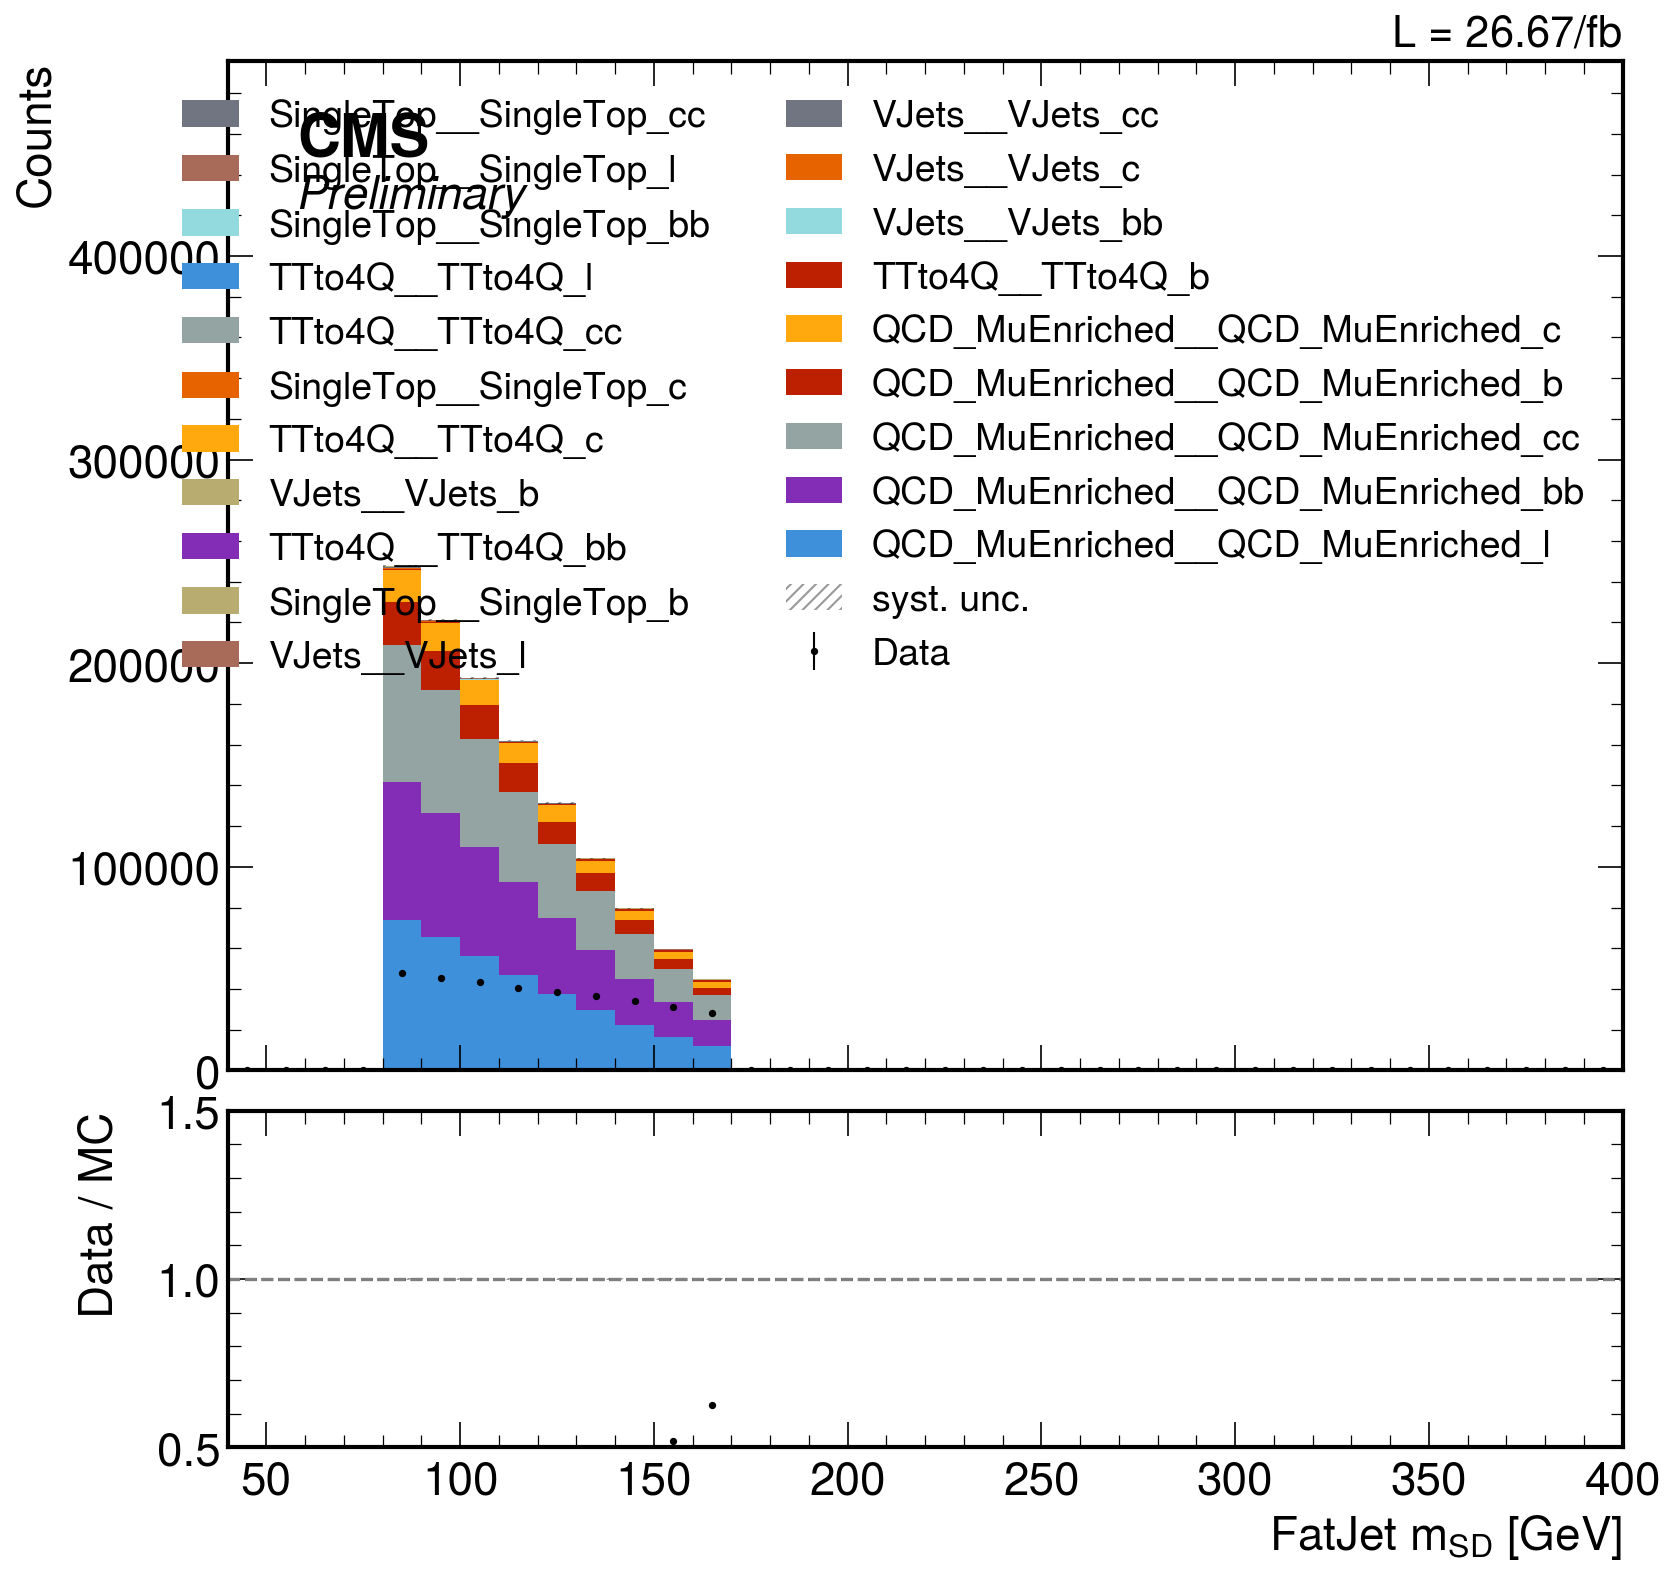 L = 26.67/fb
Counts
CMS
Preliminary
SingleTop__SingleTop_cc
SingleTop__SingleTop_l
SingleTop__SingleTop_bb
TTto4Q__TTto4Q_l
TTto4Q__TTto4Q_cc
SingleTop__SingleTop_c
TTto4Q__TTto4Q_c
VJets__VJets_b
TTto4Q__TTto4Q_bb
SingleTop__SingleTop_b
VJets__VJets_l
VJets__VJets_cc
VJets__VJets_c
VJets__VJets_bb
TTto4Q__TTto4Q_b
QCD_MuEnriched__QCD_MuEnriched_c
QCD_MuEnriched__QCD_MuEnriched_b
QCD_MuEnriched__QCD_MuEnriched_cc
QCD_MuEnriched__QCD_MuEnriched_bb
QCD_MuEnriched__QCD_MuEnriched_l
syst. unc.
Data
400000
300000
200000
100000
0
Data / MC
1.5
1.0
0.5
50 100 150 200 250 300 350 400
FatJet m_SD [GeV]